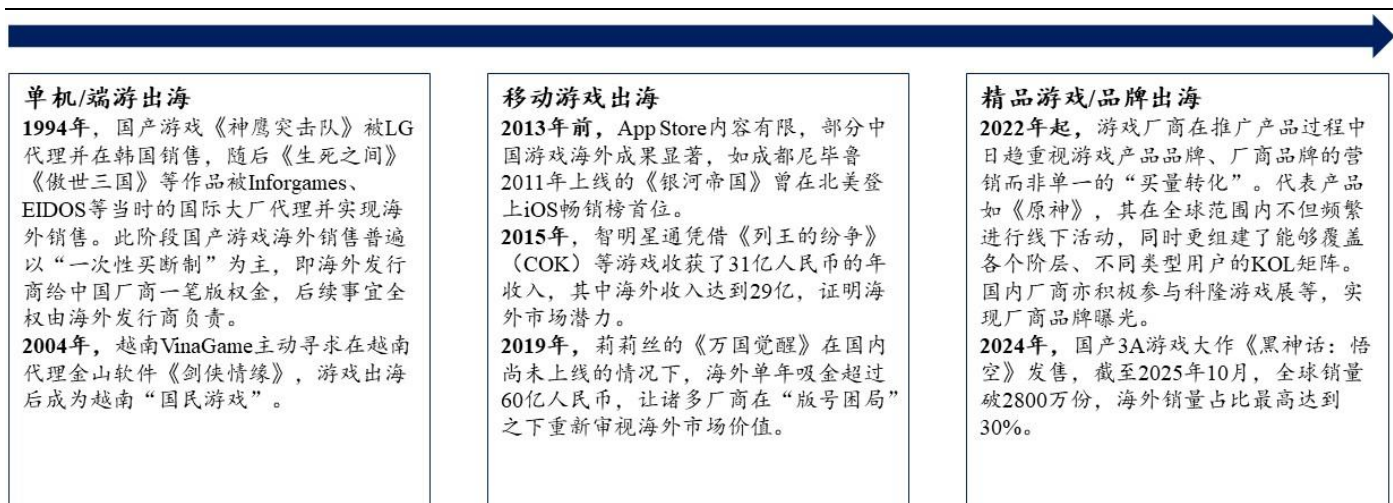 单机/端游出海
1994年，国产游戏《神鹰突击队》被LG
代理并在韩国销售，随后《生死之间》
《傲世三国》等作品被Inforgames、
EIDOS等当时的国际大厂代理并实现海
外销售。此阶段国产游戏海外销售普遍
以“一次性买断制”为主，即海外发行
商给中国厂商一笔版权金，后续事宜全
权由海外发行商负责。
2004年，越南VinaGame主动寻求在越南
代理金山软件《剑侠情缘》，游戏出海
后成为越南“国民游戏”。
移动游戏出海
2013年前，App Store内容有限，部分中
国游戏海外成果显著，如成都尼毕鲁
2011年上线的《银河帝国》曾在北美登
上iOS畅销榜首位。
2015年，智明星通凭借《列王的纷争》
（COK）等游戏收获了31亿人民币的年
收入，其中海外收入达到29亿，证明海
外市场潜力。
2019年，莉莉丝的《万国觉醒》在国内
尚未上线的情况下，海外单年吸金超过
60亿人民币，让诸多厂商在“版号困局”
之下重新审视海外市场价值。
精品游戏/品牌出海
2022年起，游戏厂商在推广产品过程中
日趋重视游戏产品品牌、厂商品牌的营
销而非单一的“买量转化”。代表产品
如《原神》，其在全球范围内不但频繁
进行线下活动，同时更组建了能够覆盖
各个阶层、不同类型用户的KOL矩阵。
国内厂商亦积极参与科隆游戏展等，实
现厂商品牌曝光。
2024年，国产3A游戏大作《黑神话：悟
空》发售，截至2025年10月，全球销量
破2800万份，海外销量占比最高达到
30%。